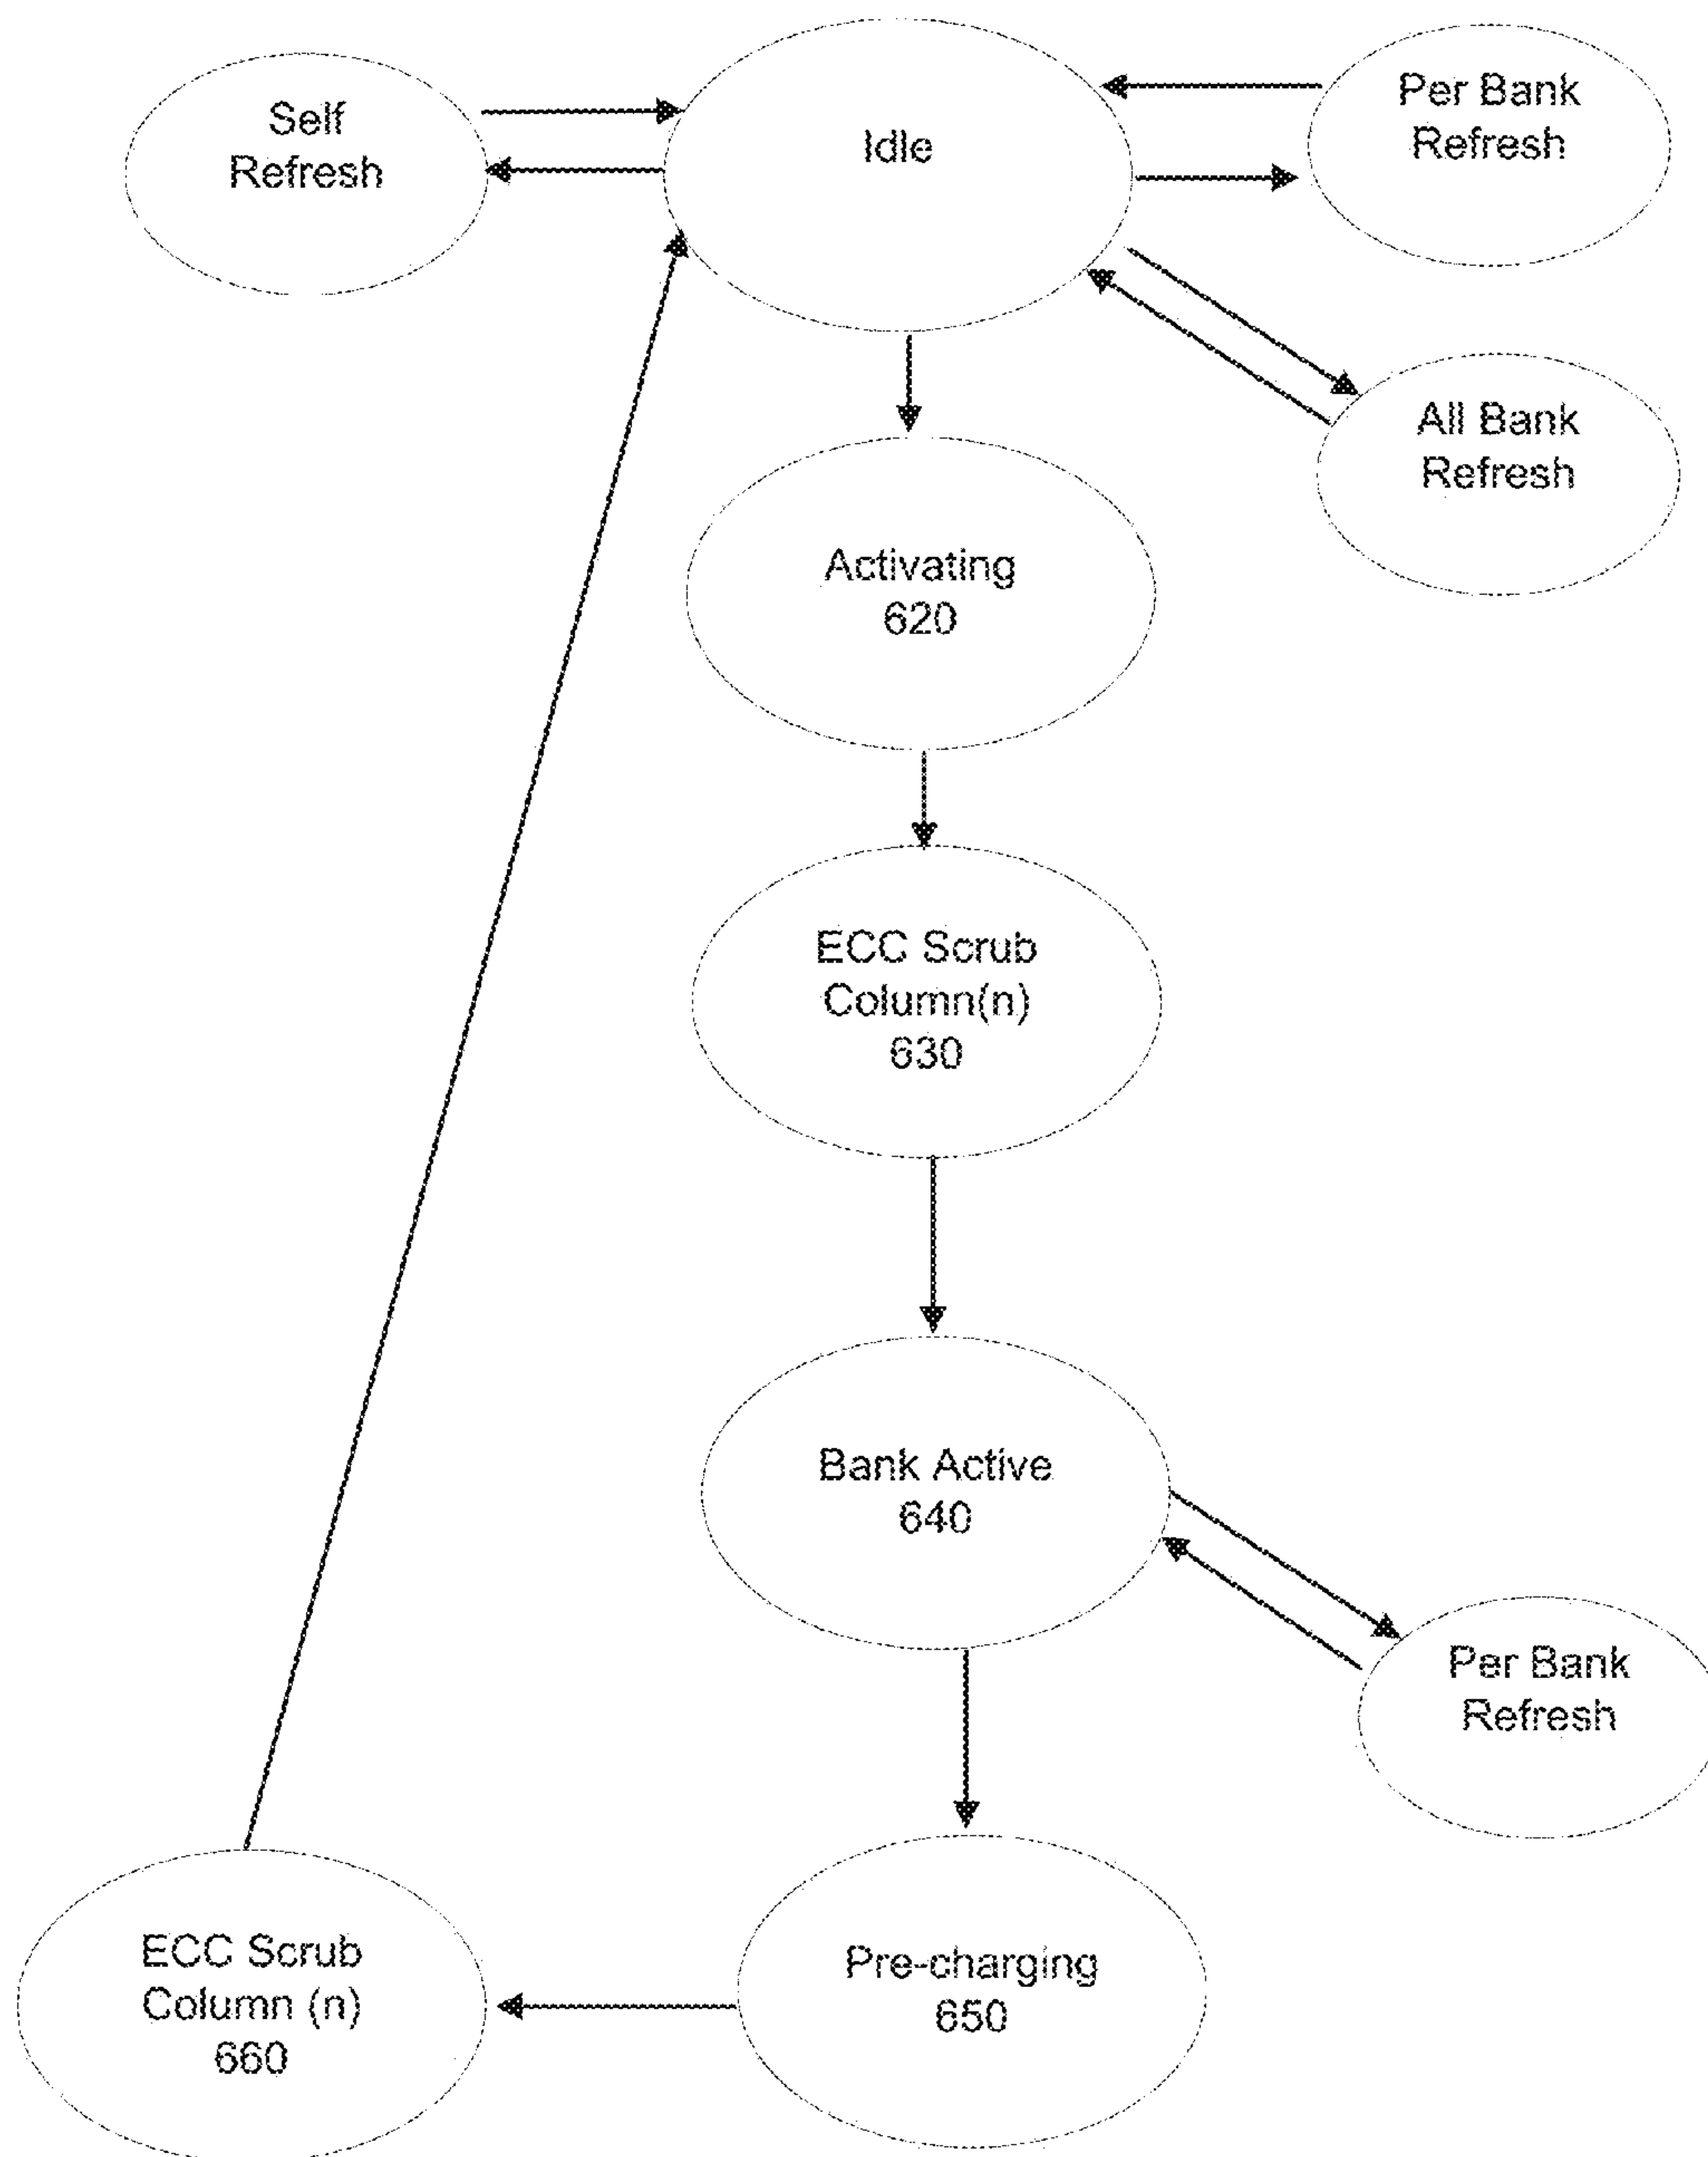 Self
Refresh
Idle
Per Bank
Refresh
All Bank
Refresh
Activating
620
ECC Scrub
Column(n)
630
Bank Active
640
Per Bank
Refresh
Pre-charging
650
ECC Scrub
Column (n)
660